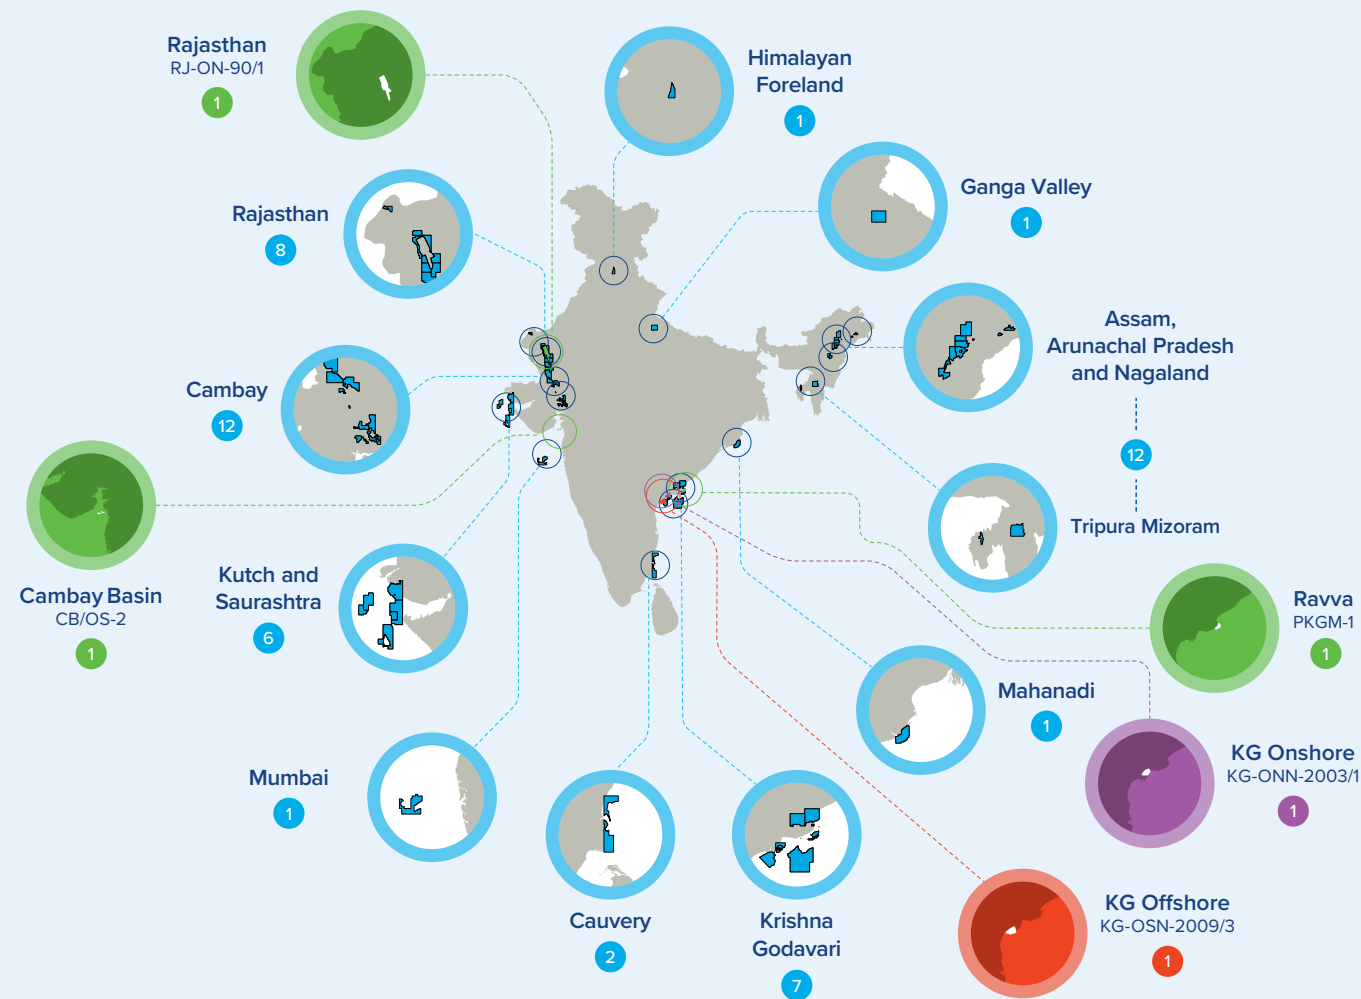 Rajasthan
RJ-ON-90/1
1
Himalayan
Foreland
1
Ganga Valley
1
Rajasthan
8
Assam,
Arunachal Pradesh
and Nagaland
12
Tripura Mizoram
Cambay
12
Cambay Basin
CB/OS-2
1
Kutch and
Saurashtra
6
Ravva
PKGM-1
1
Mahanadi
1
KG Onshore
KG-ONN-2003/1
1
Mumbai
1
Cauvery
2
Krishna
Godavari
7
KG Offshore
KG-OSN-2009/3
1